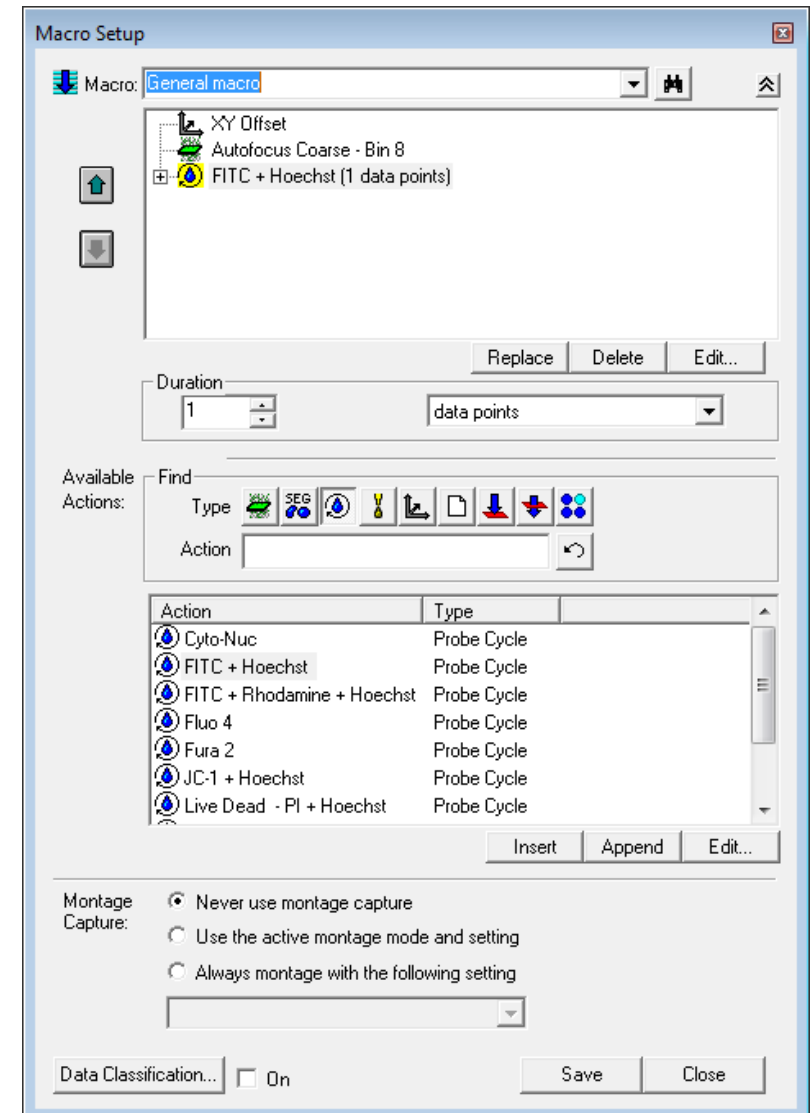 Macro Setup
Macro: General macro
XY Offset
Autofocus Coarse - Bin 8
FITC + Hoechst (1 data points)
Replace Delete Edit...
Duration
1 data points
Available Actions:
Find
Type SEG
Action
Action Type
Cyto-Nuc Probe Cycle
FITC + Hoechst Probe Cycle
FITC + Rhodamine + Hoechst Probe Cycle
Fluo 4 Probe Cycle
Fura 2 Probe Cycle
JC-1 + Hoechst Probe Cycle
Live Dead - PI + Hoechst Probe Cycle
Insert Append Edit...
Montage Capture:
Never use montage capture
Use the active montage mode and setting
Always montage with the following setting
Data Classification... On Save Close